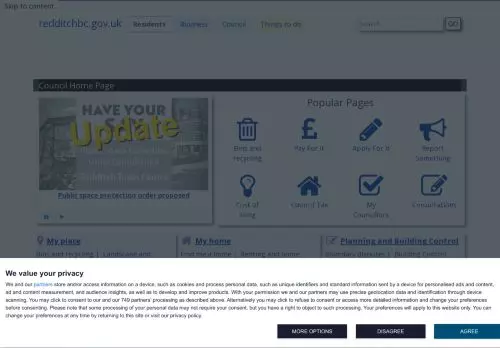 Skip to content
redditchbc.gov.uk Residents Business Council Things to do Search GO
Council Home Page
HAVE YOUR
SAY
Update
Public space protection order proposed
Popular Pages
Bins and recycling
Pay For It
Apply For It
Report Something
Cost of living
Council Tax
My Councillors
Consultations
My place
My home
Planning and Building Control
Bins and recycling | Landscape and
Find me a home | Renting and home
Boundary disputes | Building Control
We value your privacy
We and our partners store and/or access information on a device, such as cookies and process personal data, such as unique identifiers and standard information sent by a device for personalised ads and content,
ad and content measurement, and audience insights, as well as to develop and improve products. With your permission we and our partners may use precise geolocation data and identification through device
scanning. You may click to consent to our and our 749 partners' processing as described above. Alternatively you may click to refuse to consent or access more detailed information and change your preferences
before consenting. Please note that some processing of your personal data may not require your consent, but you have a right to object to such processing. Your preferences will apply to this website only. You can
change your preferences at any time by returning to this site or visit our privacy policy.
MORE OPTIONS DISAGREE AGREE